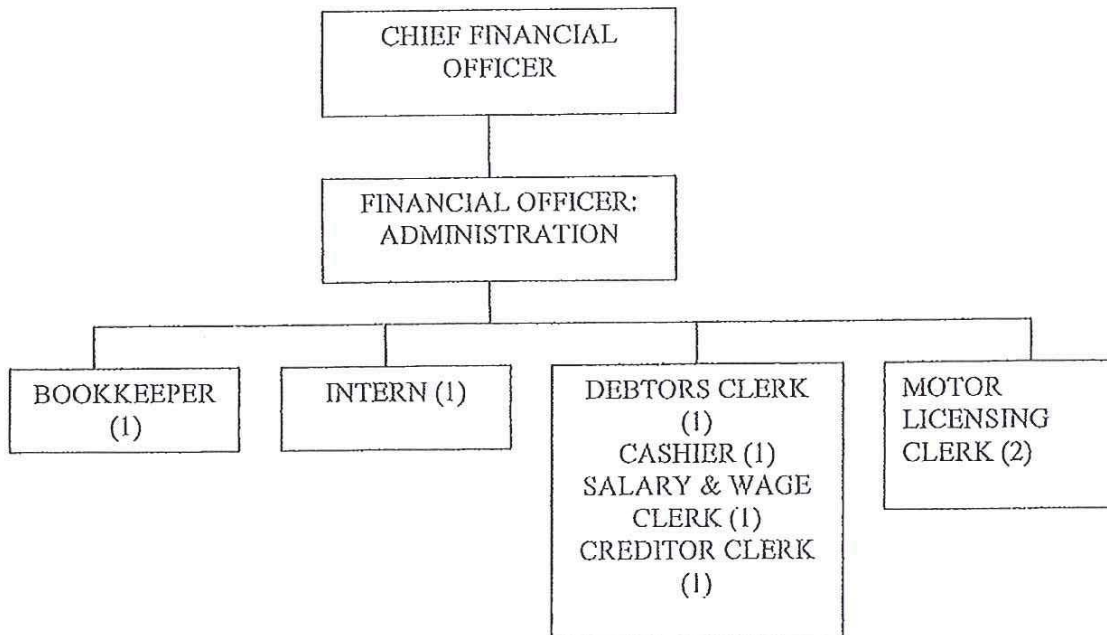 CHIEF FINANCIAL
OFFICER
FINANCIAL OFFICER:
ADMINISTRATION
BOOKKEEPER
(1)
INTERN (1)
DEBTORS CLERK
(1)
CASHIER (1)
SALARY & WAGE
CLERK (1)
CREDITOR CLERK
(1)
MOTOR
LICENSING
CLERK (2)